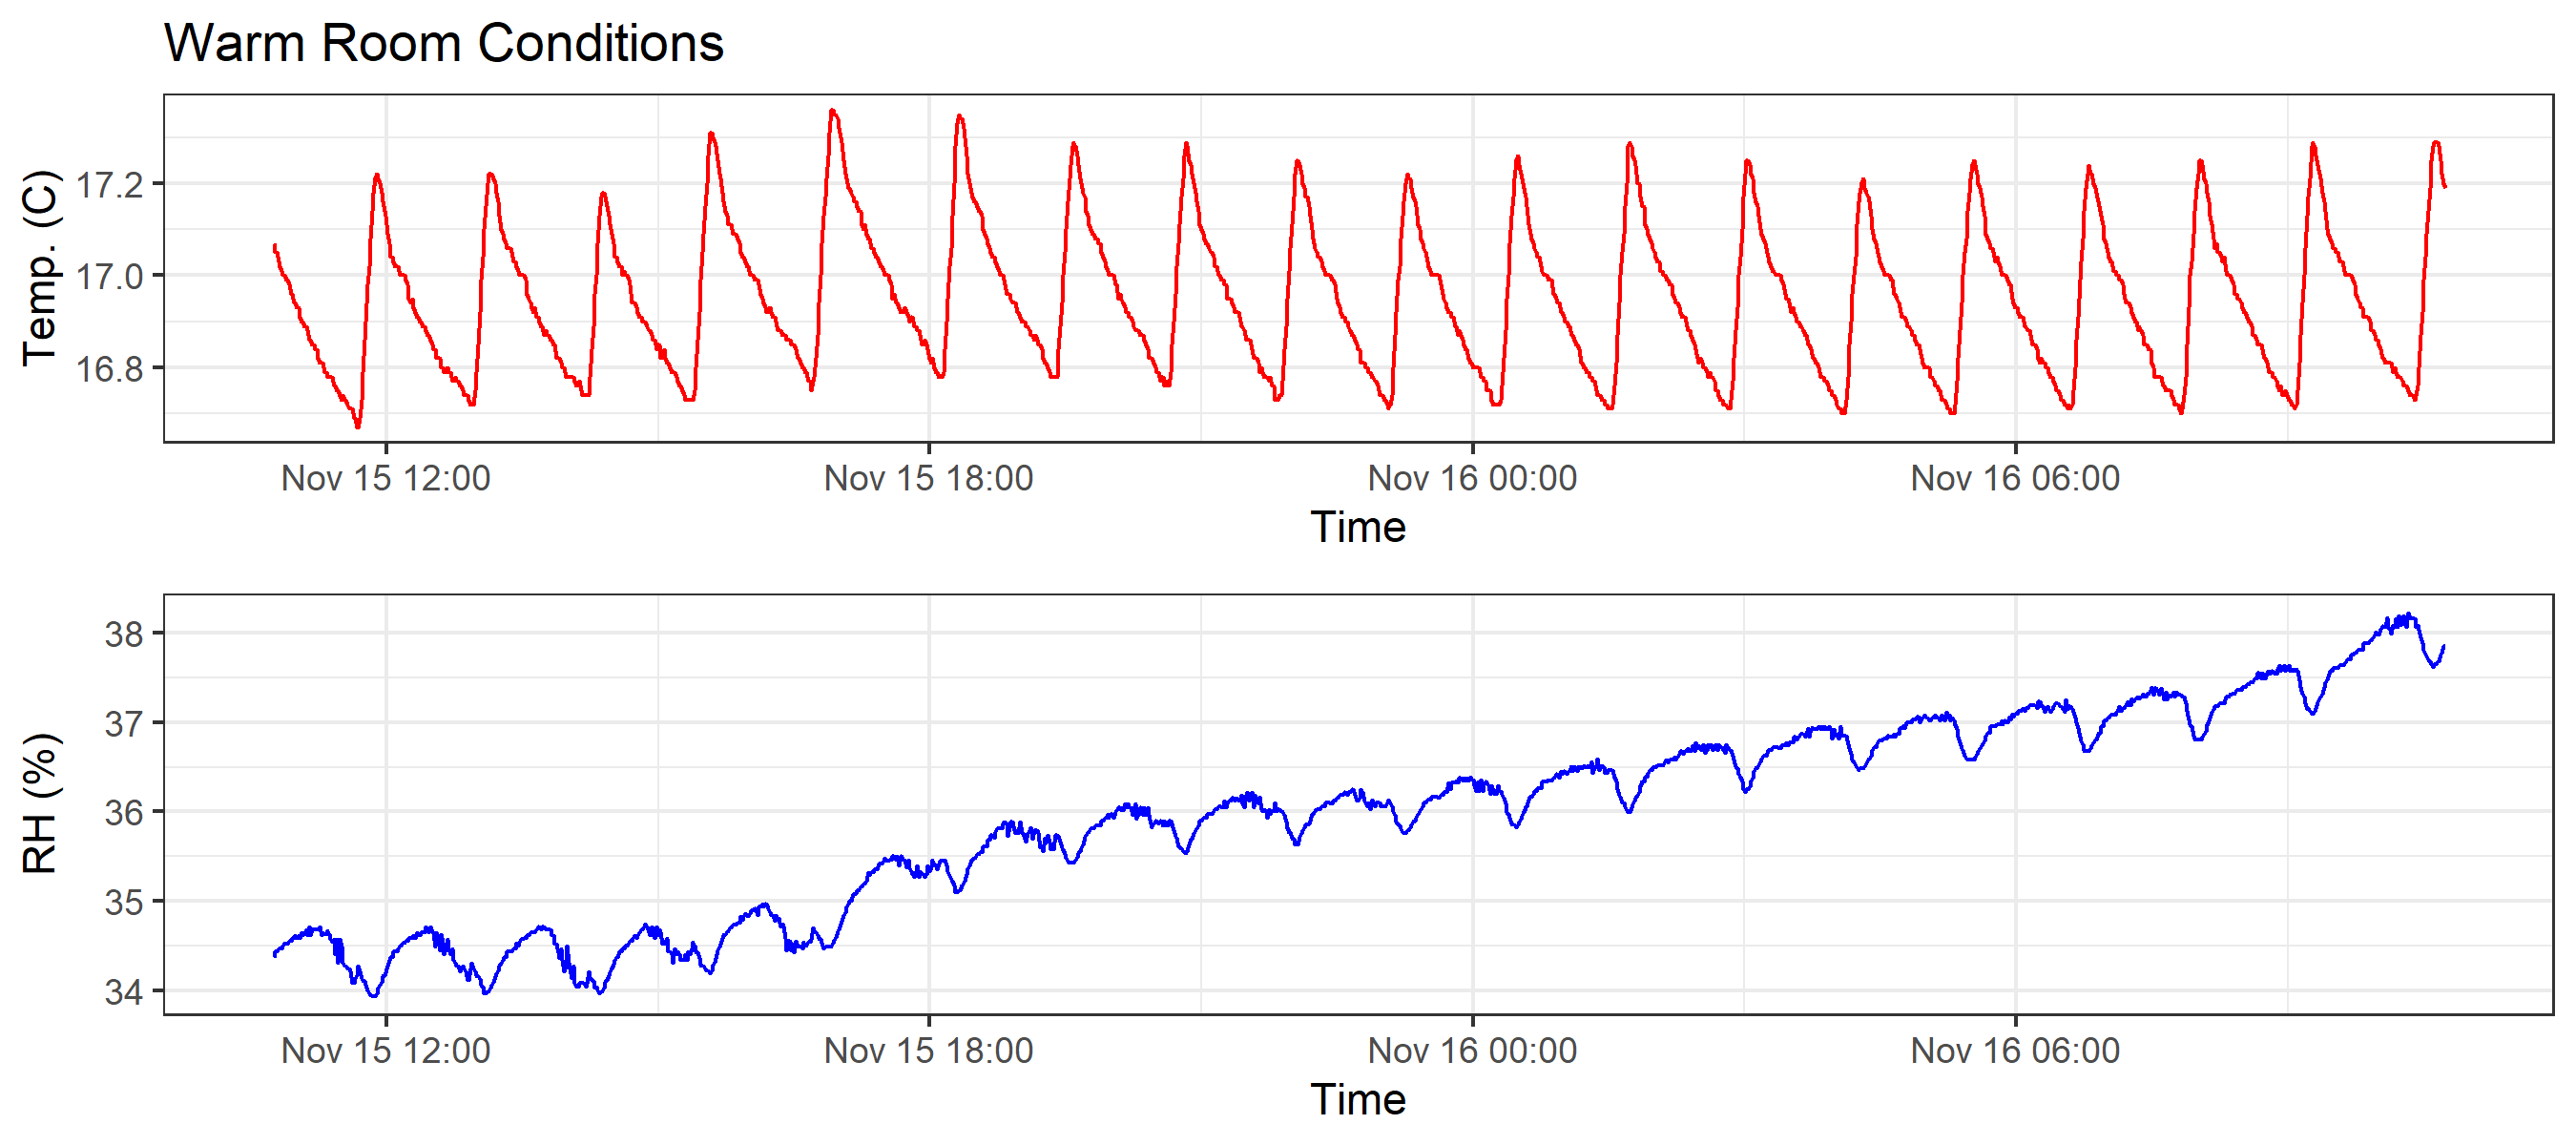 Warm Room Conditions
Temp. (C)
17.2
17.0
16.8
Nov 15 12:00 Nov 15 18:00 Nov 16 00:00 Nov 16 06:00
Time
RH (%)
38
37
36
35
34
Nov 15 12:00 Nov 15 18:00 Nov 16 00:00 Nov 16 06:00
Time